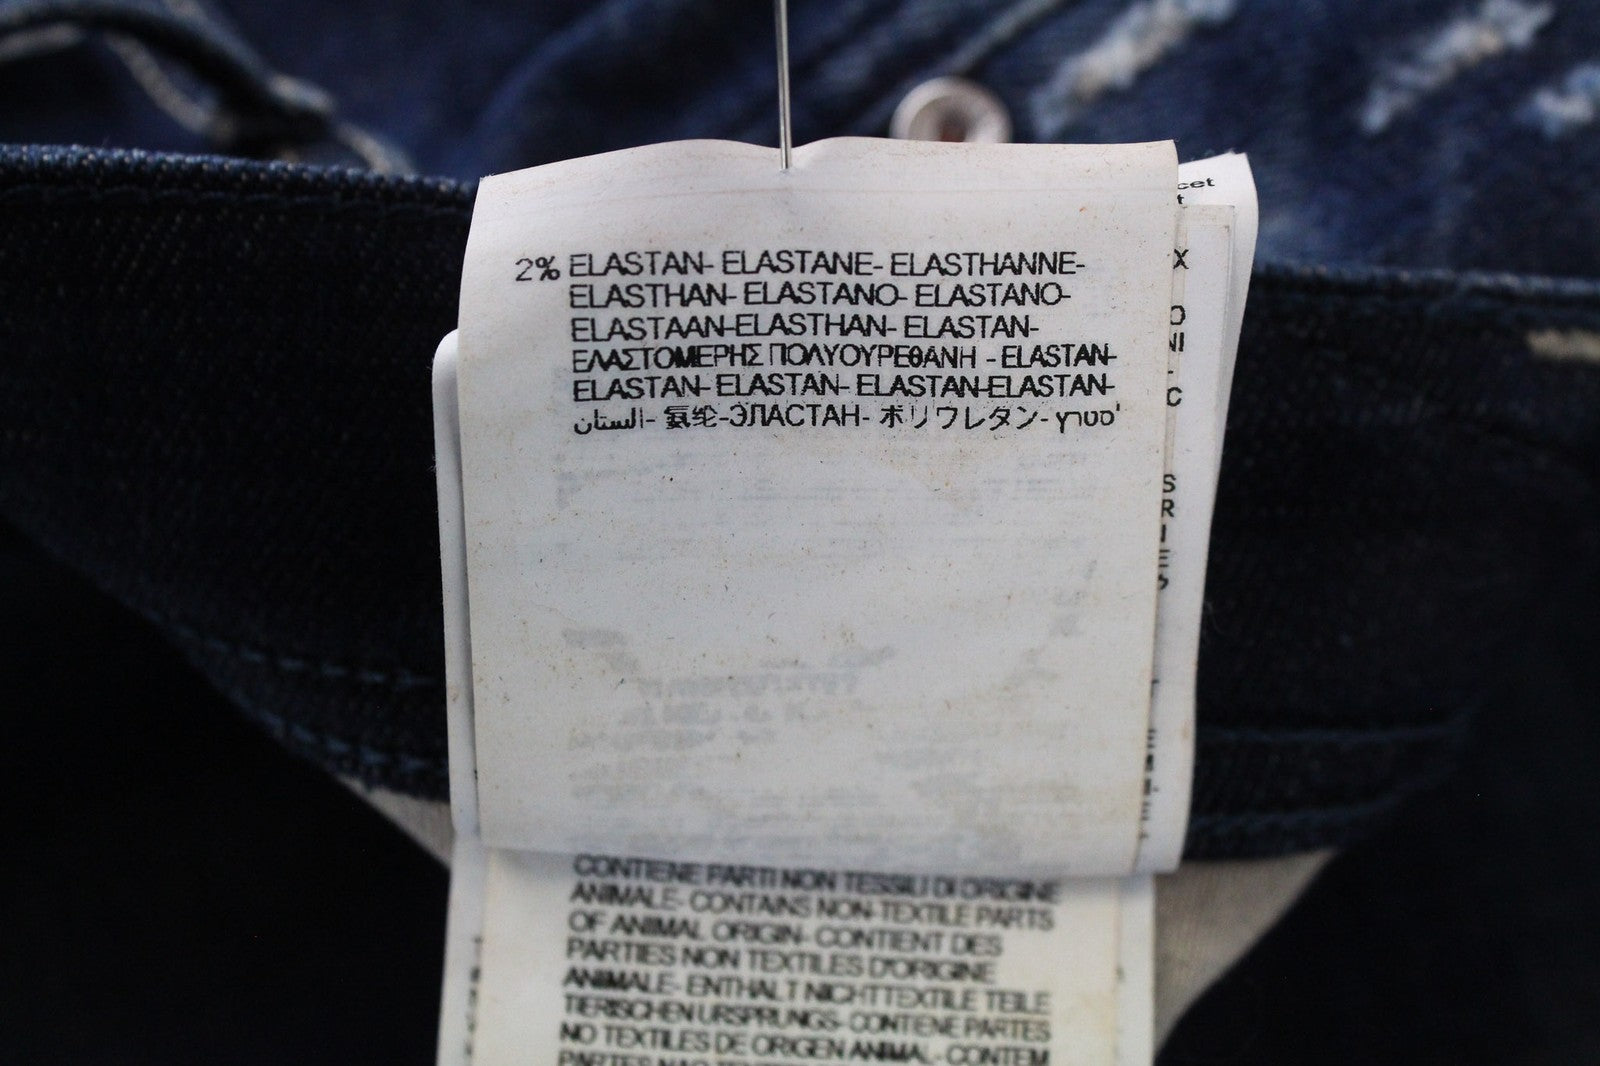 2% ELASTAN- ELASTANE- ELASTHANNE-
ELASTHAN- ELASTANO- ELASTANO-
ELASTAAN-ELASTHAN- ELASTAN-
ΕΛΑΣΤΟΜΕΡΗΣ ΠΟΛΥΟΥΡΕΘΑΝΗ - ELASTAN-
ELASTAN- ELASTAN- ELASTAN-ELASTAN-
الستان- 氨纶-ЭЛАСТАН- ポリウレタン-
CONTIENE PARTI NON TESSILI DI ORIGINE
ANIMALE- CONTAINS NON-TEXTILE PARTS
OF ANIMAL ORIGIN- CONTIENT DES
PARTIES NON TEXTILES D'ORIGINE
ANIMALE- ENTHALT NICHTTEXTILE TEILE
TIERISCHEN URSPRUNGS- CONTIENE PARTES
NO TEXTILES DE ORIGEN ANIMAL- CONTEM